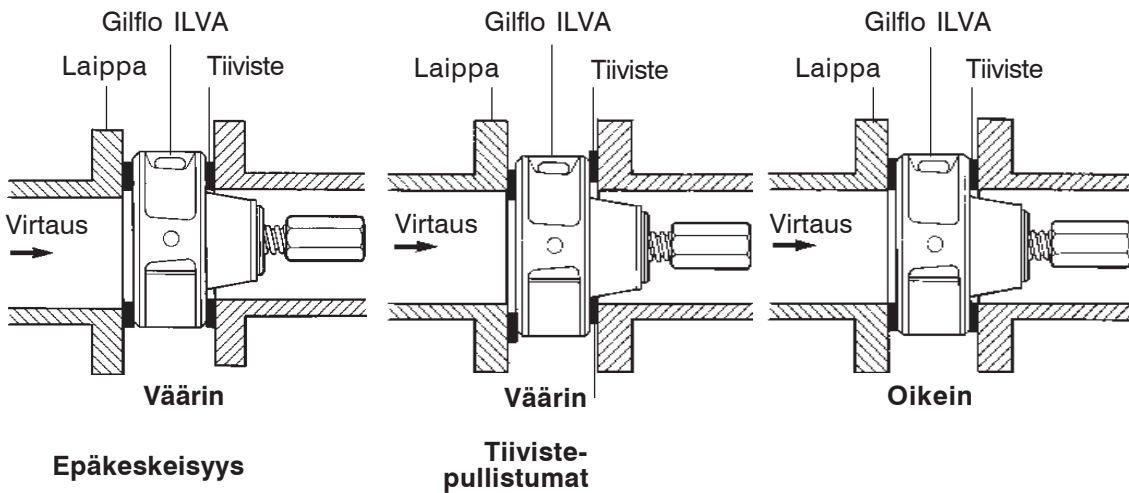 Gilflo ILVA
Laippa
Tiiviste
Virtaus
Väärin
Epäkeskeisyys
Gilflo ILVA
Laippa
Tiiviste
Virtaus
Väärin
Tiiviste-
pullistumat
Gilflo ILVA
Laippa
Tiiviste
Virtaus
Oikein